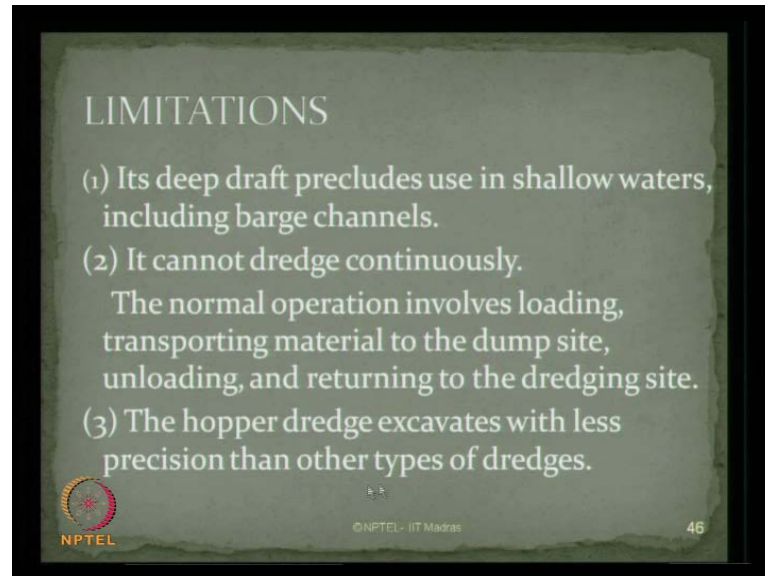 LIMITATIONS
(1) Its deep draft precludes use in shallow waters,
including barge channels.
(2) It cannot dredge continuously.
The normal operation involves loading,
transporting material to the dump site,
unloading, and returning to the dredging site.
(3) The hopper dredge excavates with less
precision than other types of dredges.
NPTEL
©NPTEL- IIT Madras
46